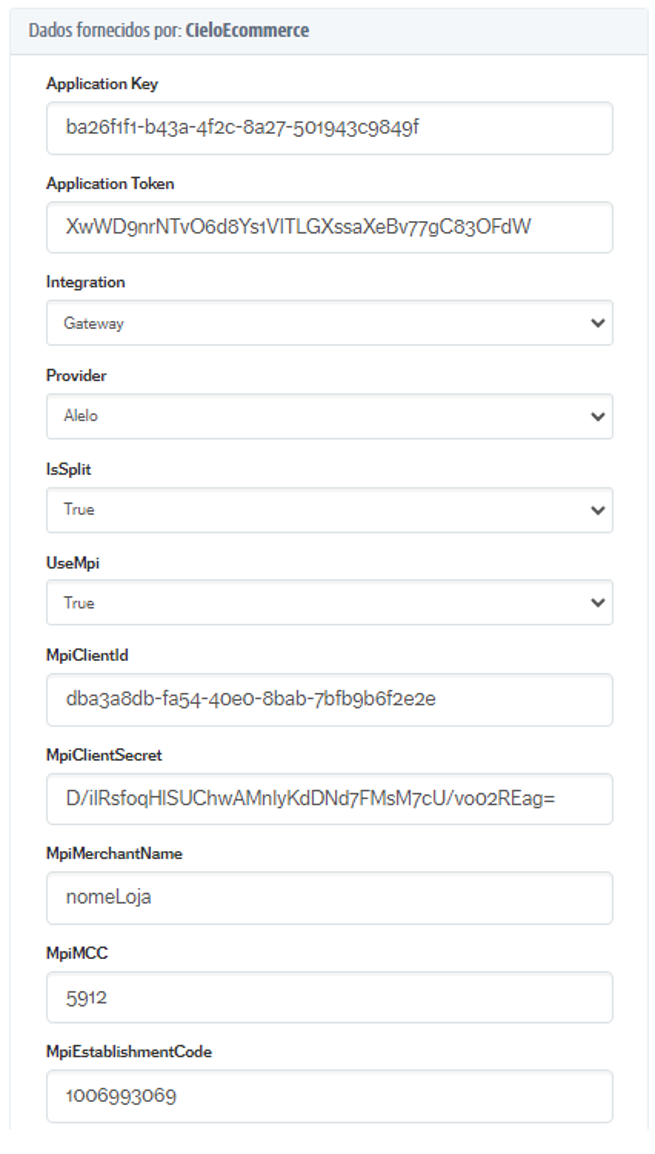 Dados fornecidos por: CieloEcommerce
Application Key
ba26f1f1-b43a-4f2c-8a27-501943c9849f
Application Token
XwWD9nrNTvO6d8Ys1VITLGXssaXeBv77gC83OFdW
Integration
Gateway
Provider
Alelo
IsSplit
True
UseMpi
True
MpiClientId
dba3a8db-fa54-40e0-8bab-7bfb9b6f2e2e
MpiClientSecret
D/ilRsfoqHlSUChwAMnlyKdDNd7FMsM7cU/vo02REag=
MpiMerchantName
nomeLoja
MpiMCC
5912
MpiEstablishmentCode
1006993069